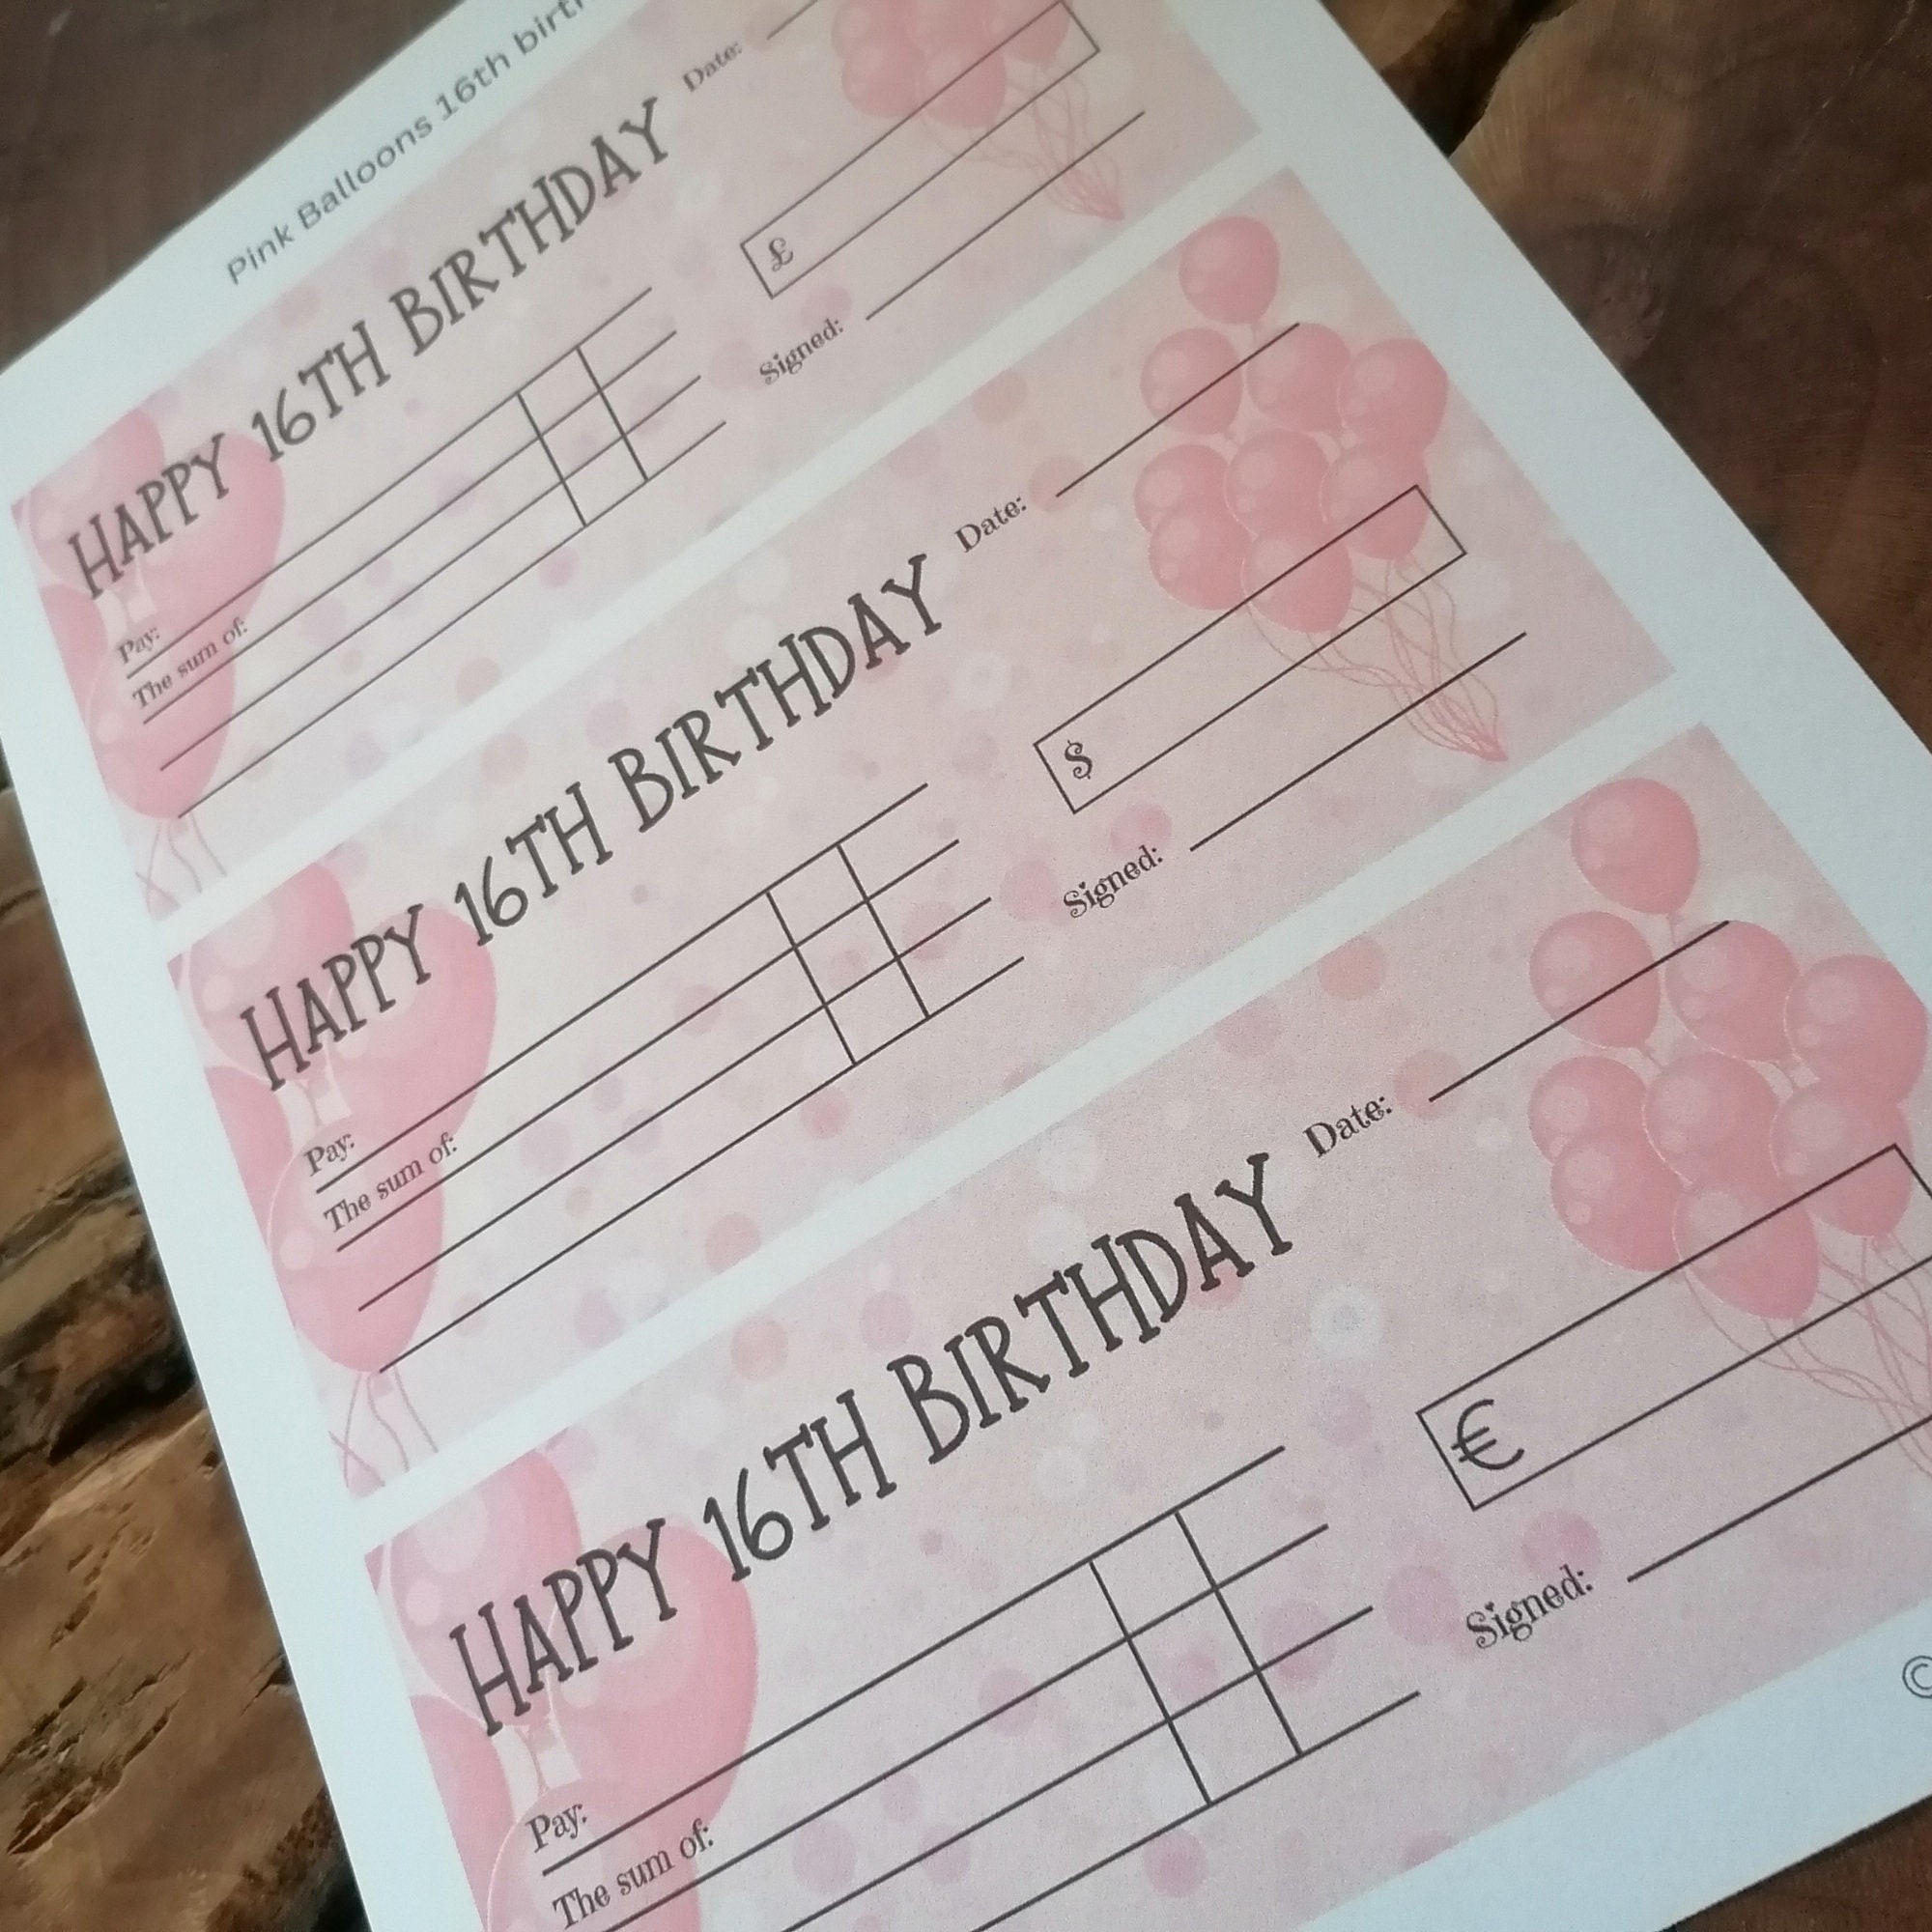 Pink Balloons 16th
HAPPY 16TH BIRTHDAY
Date:
£
Pay:
The sum of:
Signed:
HAPPY 16TH BIRTHDAY
Date:
$
Pay:
The sum of:
Signed:
HAPPY 16TH BIRTHDAY
Date:
€
Pay:
The sum of:
Signed:
©